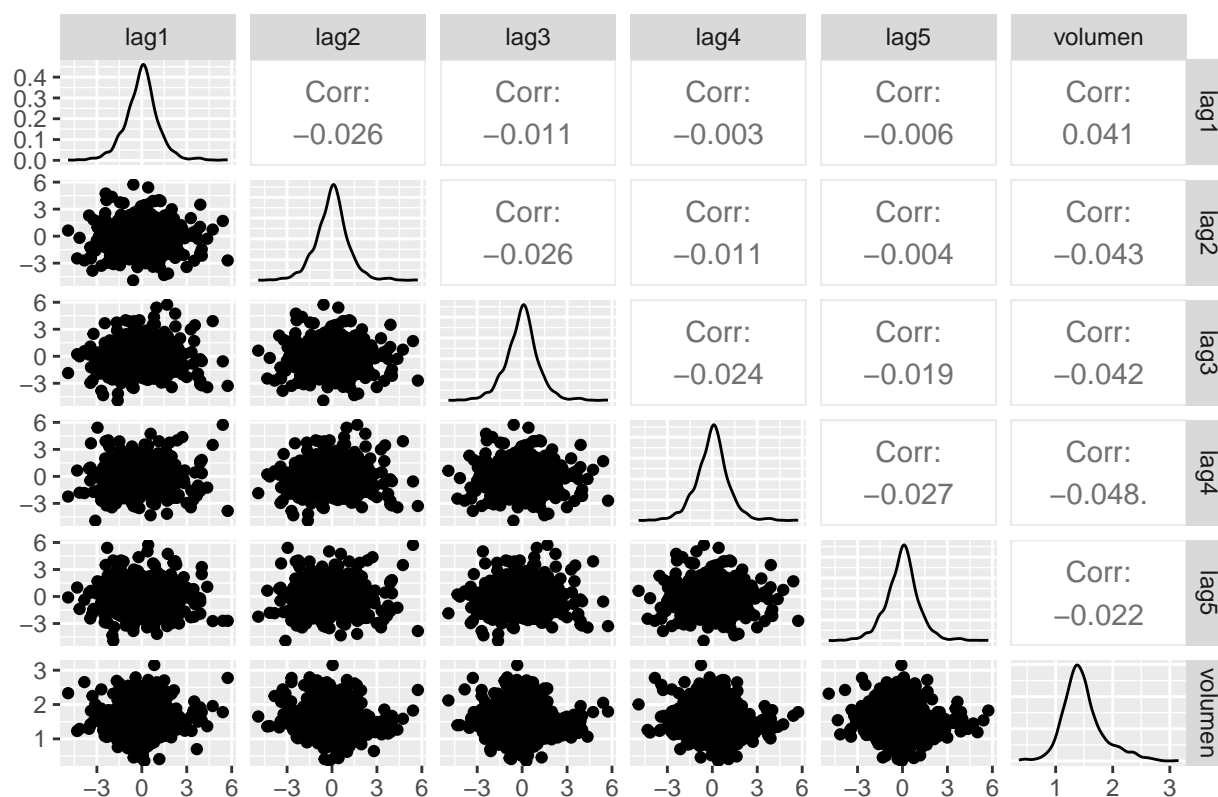 lag1 lag2 lag3 lag4 lag5 volumen
0.4
0.3
0.2
0.1
0.0
Corr: Corr: Corr: Corr: Corr:
−0.026 −0.011 −0.003 −0.006 0.041
lag1
6
3
0
−3
Corr: Corr: Corr: Corr:
−0.026 −0.011 −0.004 −0.043
lag2
6
3
0
−3
Corr: Corr: Corr:
−0.024 −0.019 −0.042
lag3
6
3
0
−3
Corr: Corr:
−0.027 −0.048.
lag4
6
3
0
−3
Corr:
−0.022
lag5
3
2
1
volumen
−3 0 3 6 −3 0 3 6 −3 0 3 6 −3 0 3 6 −3 0 3 6 1 2 3